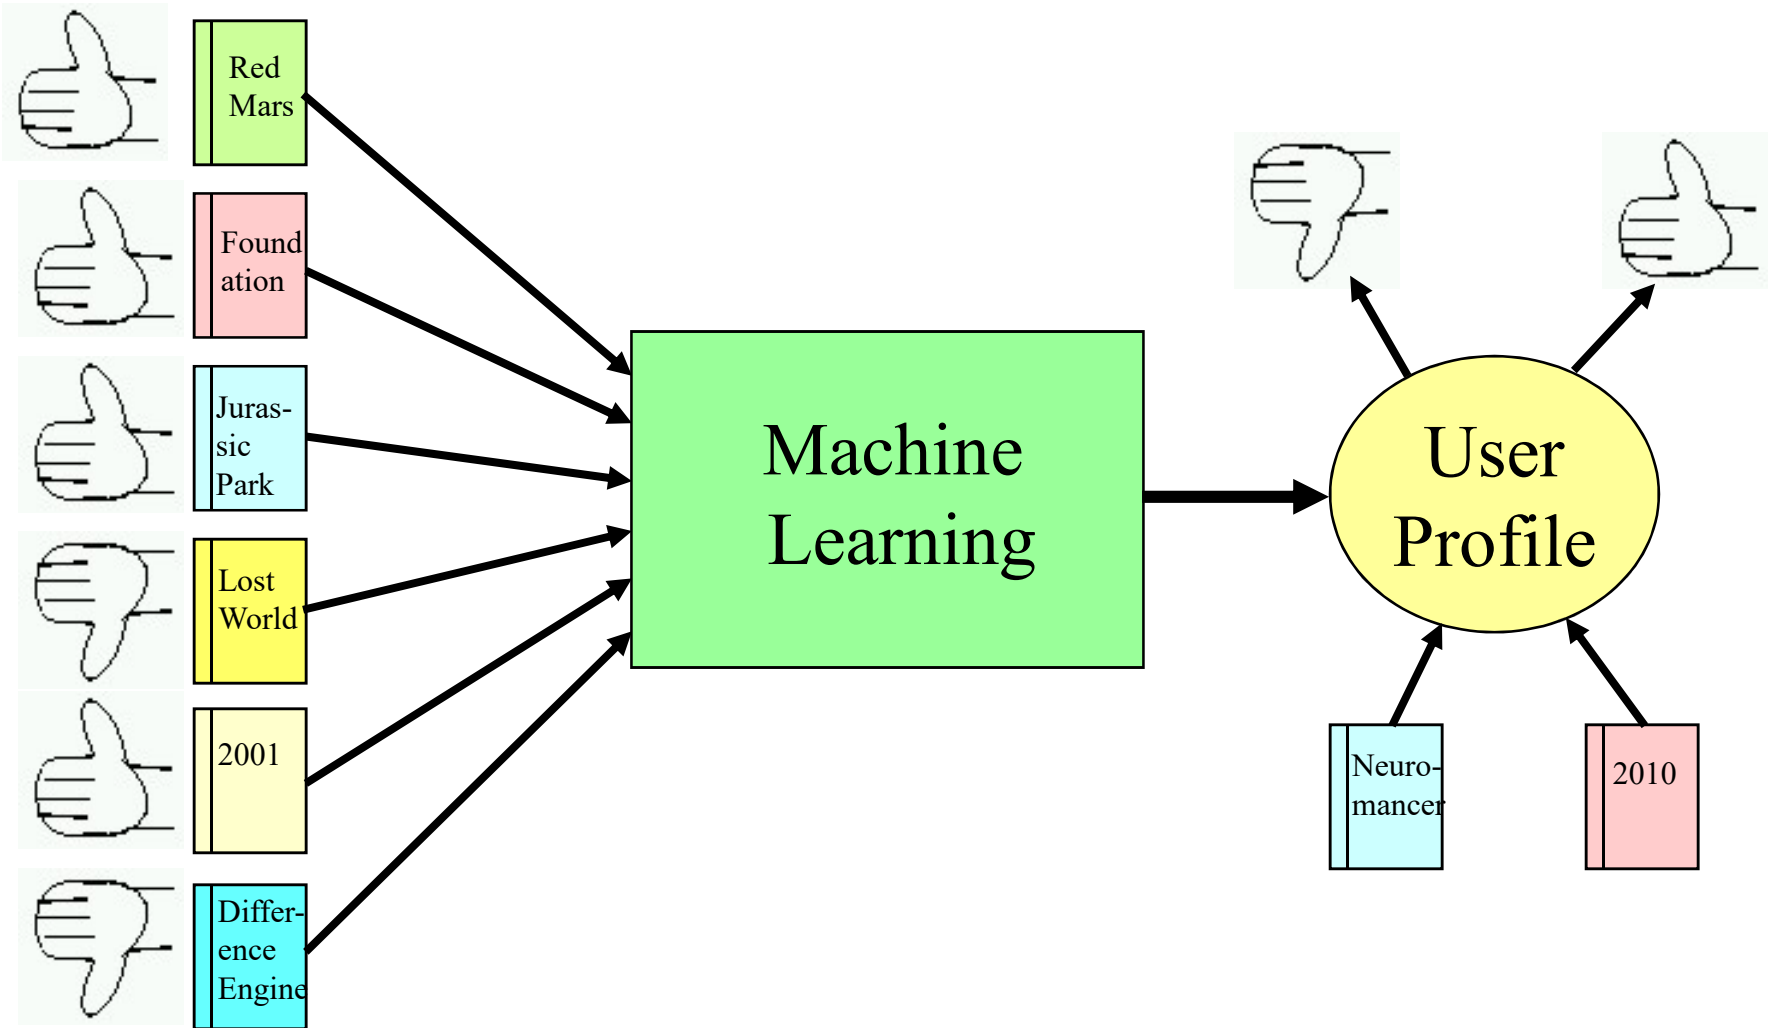 Red
Mars
Found
ation
Juras-
sic
Park
Lost
World
2001
Differ-
ence
Engine
Machine
Learning
User
Profile
Neuro-
mancer
2010